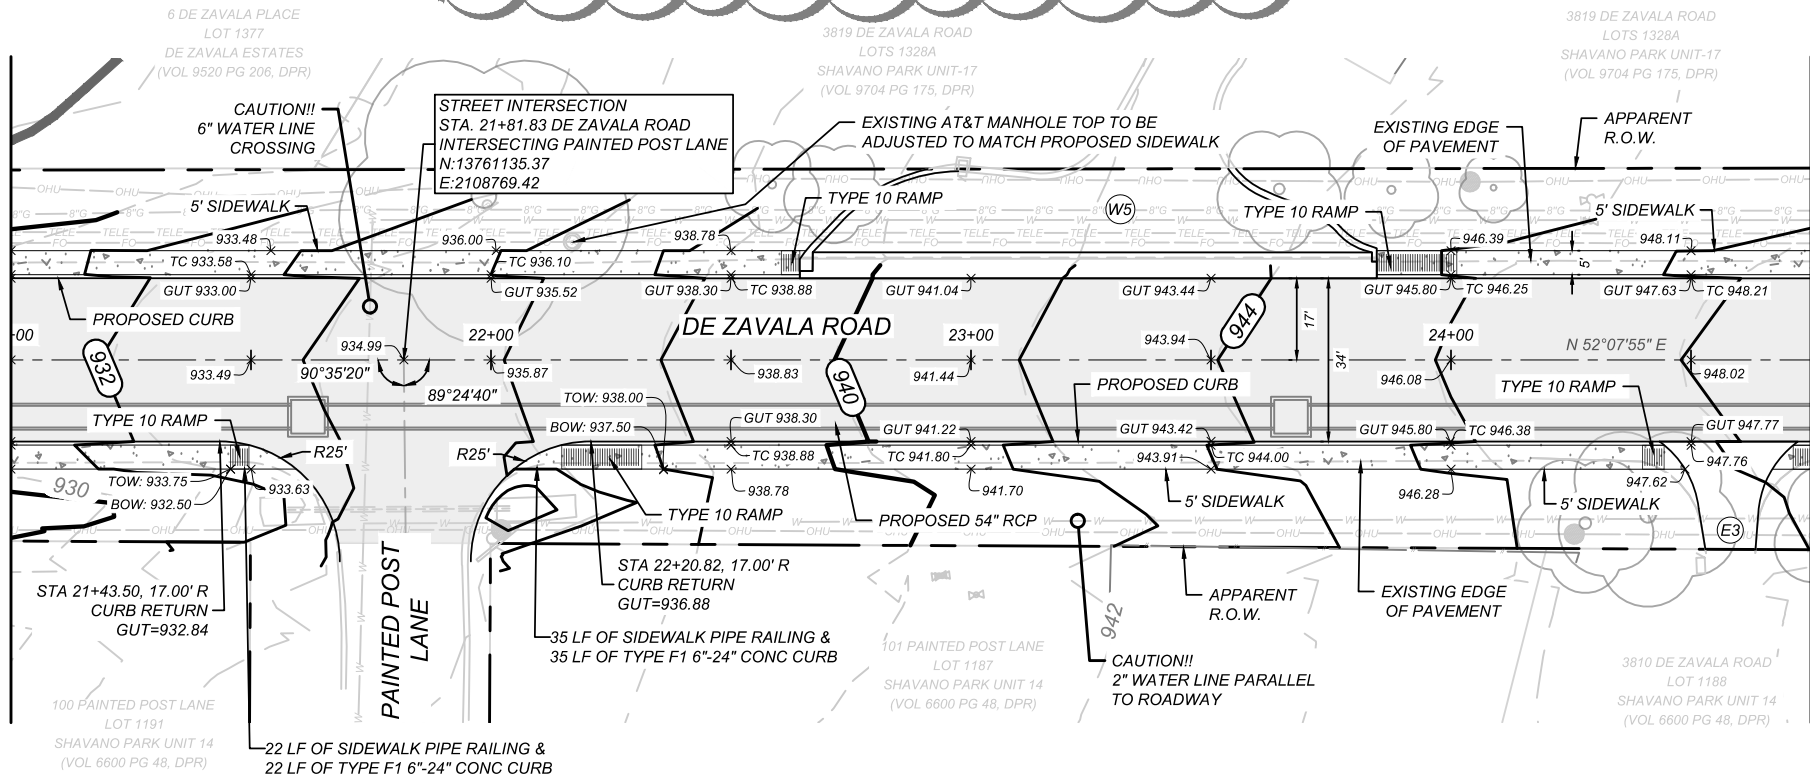 6 DE ZAVALA PLACE
LOT 1377
DE ZAVALA ESTATES
(VOL 9520 PG 206, DPR)
3819 DE ZAVALA ROAD
LOTS 1328A
SHAVANO PARK UNIT-17
(VOL 9704 PG 175, DPR)
3819 DE ZAVALA ROAD
LOTS 1328A
SHAVANO PARK UNIT-17
(VOL 9704 PG 175, DPR)
CAUTION!!
6" WATER LINE
CROSSING
STREET INTERSECTION
STA. 21+81.83 DE ZAVALA ROAD
INTERSECTING PAINTED POST LANE
N:13761135.37
E:2108769.42
EXISTING AT&T MANHOLE TOP TO BE
ADJUSTED TO MATCH PROPOSED SIDEWALK
EXISTING EDGE
OF PAVEMENT
APPARENT
R.O.W.
5' SIDEWALK
TYPE 10 RAMP
W5
TYPE 10 RAMP
5' SIDEWALK
933.48
936.00
938.78
946.39
948.11
TC 933.58
TC 936.10
5'
GUT 933.00
GUT 935.52
GUT 938.30
TC 938.88
GUT 941.04
GUT 943.44
GUT 945.80
TC 946.25
GUT 947.63
TC 948.21
PROPOSED CURB
DE ZAVALA ROAD
944
17'
34'
+00
22+00
23+00
24+00
932
934.99
943.94
N 52°07'55" E
933.49
90°35'20"
935.87
938.83
940
941.44
946.08
948.02
89°24'40"
TOW: 938.00
PROPOSED CURB
TYPE 10 RAMP
TYPE 10 RAMP
BOW: 937.50
GUT 938.30
GUT 941.22
GUT 943.42
GUT 945.80
TC 946.38
GUT 947.77
R25'
R25'
TC 938.88
TC 941.80
943.91
TC 944.00
947.76
TOW: 933.75
930
933.63
BOW: 932.50
938.78
941.70
946.28
947.62
5' SIDEWALK
5' SIDEWALK
TYPE 10 RAMP
PROPOSED 54" RCP
E3
STA 21+43.50, 17.00' R
CURB RETURN
GUT=932.84
PAINTED POST
LANE
STA 22+20.82, 17.00' R
CURB RETURN
GUT=936.88
942
APPARENT
R.O.W.
EXISTING EDGE
OF PAVEMENT
35 LF OF SIDEWALK PIPE RAILING &
35 LF OF TYPE F1 6"-24" CONC CURB
101 PAINTED POST LANE
LOT 1187
SHAVANO PARK UNIT 14
(VOL 6600 PG 48, DPR)
CAUTION!!
2" WATER LINE PARALLEL
TO ROADWAY
3810 DE ZAVALA ROAD
LOT 1188
SHAVANO PARK UNIT 14
(VOL 6600 PG 48, DPR)
100 PAINTED POST LANE
LOT 1191
SHAVANO PARK UNIT 14
(VOL 6600 PG 48, DPR)
22 LF OF SIDEWALK PIPE RAILING &
22 LF OF TYPE F1 6"-24" CONC CURB